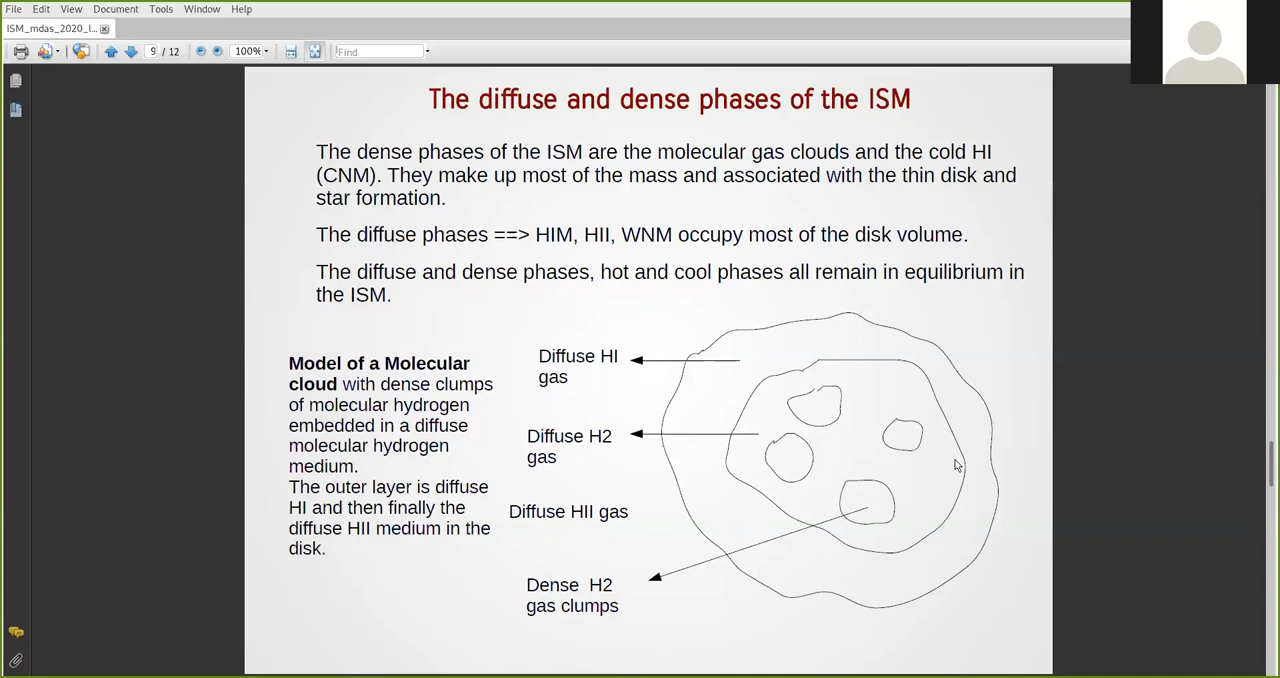 File Edit View Document Tools Window Help
ISM_mdas_2020_l...
9 / 12 100% Find
The diffuse and dense phases of the ISM
The dense phases of the ISM are the molecular gas clouds and the cold HI
(CNM). They make up most of the mass and associated with the thin disk and
star formation.
The diffuse phases ==> HIM, HII, WNM occupy most of the disk volume.
The diffuse and dense phases, hot and cool phases all remain in equilibrium in
the ISM.
Model of a Molecular
cloud with dense clumps
of molecular hydrogen
embedded in a diffuse
molecular hydrogen
medium.
The outer layer is diffuse
HI and then finally the
diffuse HII medium in the
disk.
Diffuse HI
gas
Diffuse H2
gas
Diffuse HII gas
Dense H2
gas clumps